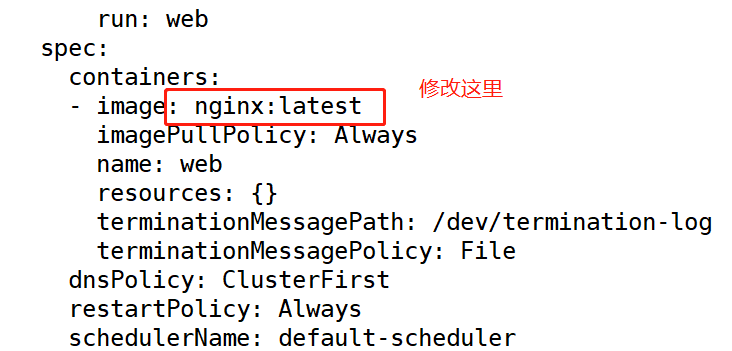 run: web
spec:
  containers:
  - image: nginx:latest
修改这里
    imagePullPolicy: Always
    name: web
    resources: {}
    terminationMessagePath: /dev/termination-log
    terminationMessagePolicy: File
  dnsPolicy: ClusterFirst
  restartPolicy: Always
  schedulerName: default-scheduler